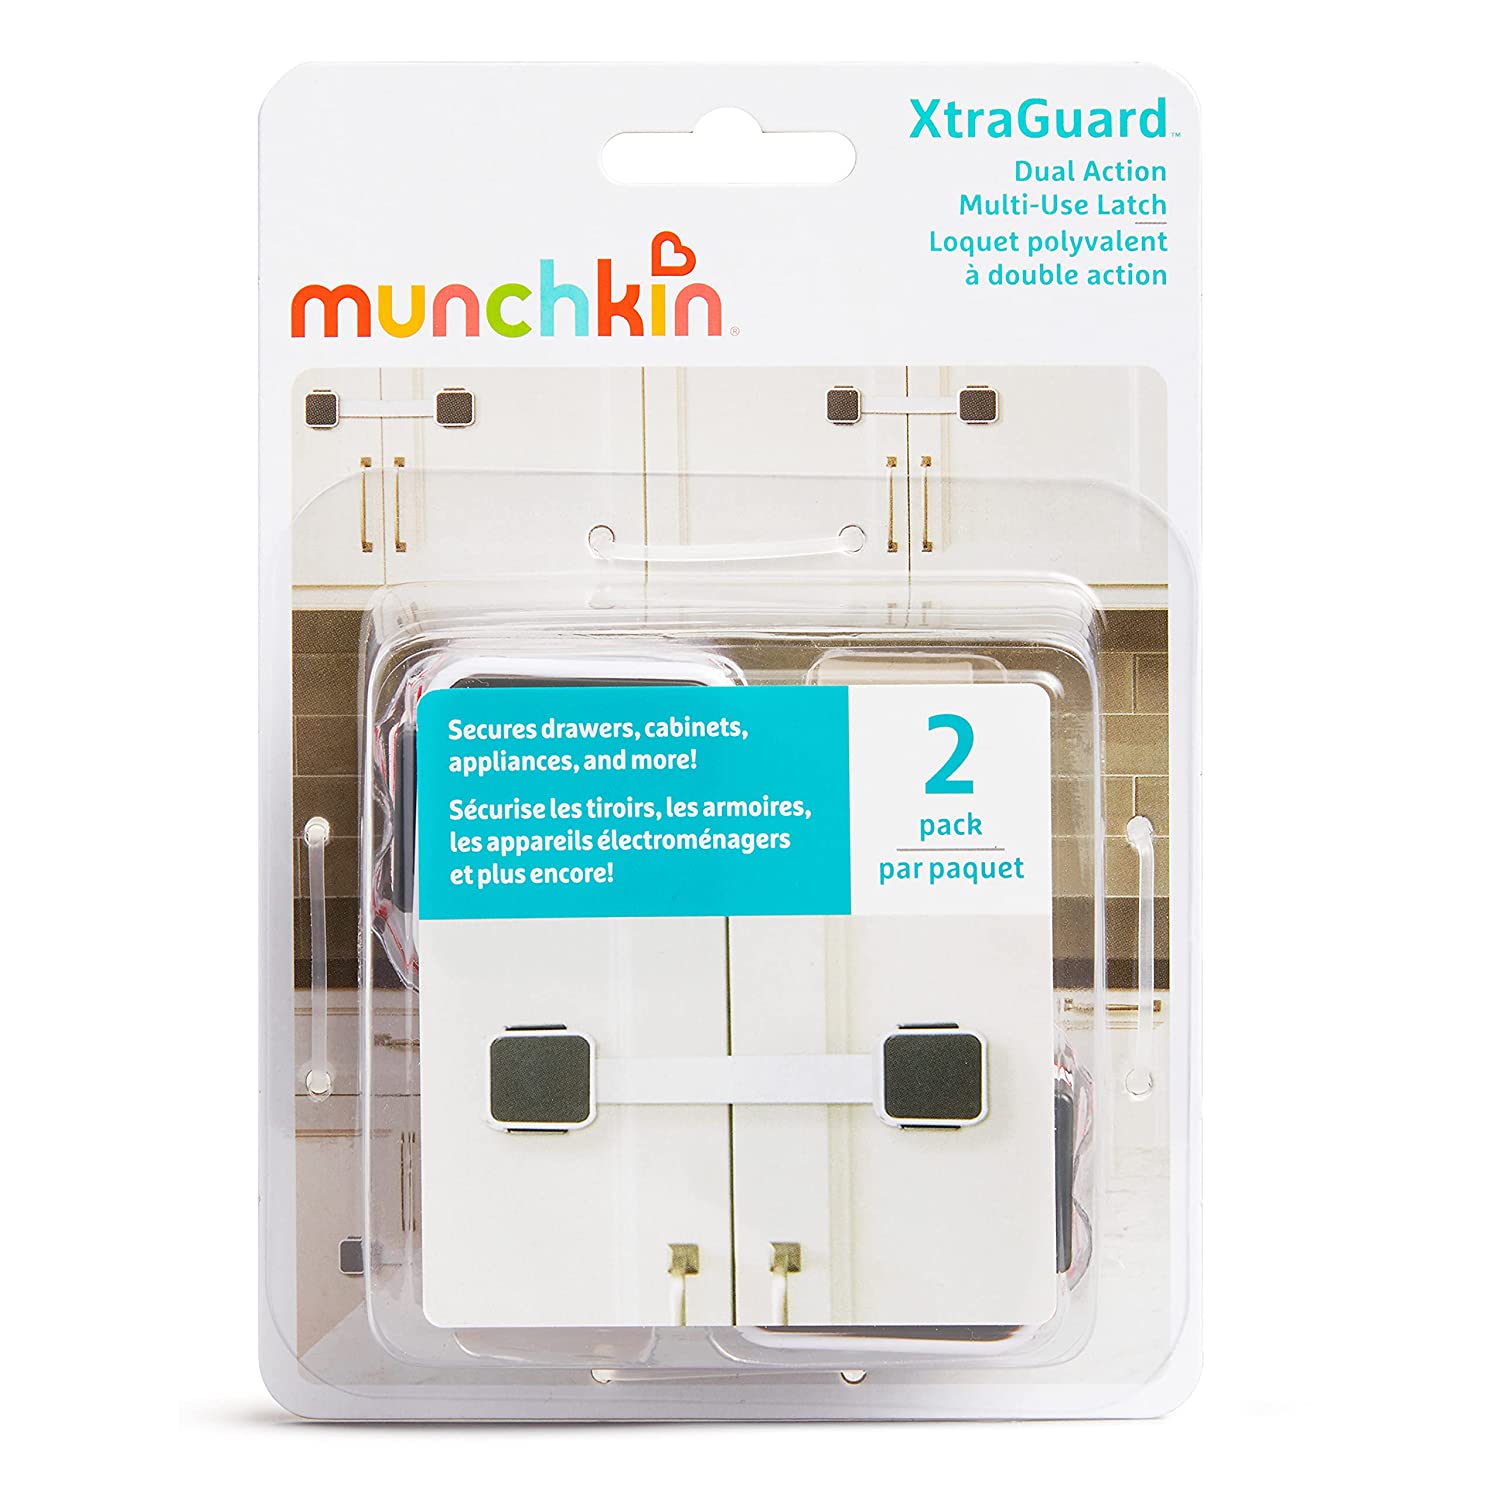 XtraGuard™
Dual Action
Multi-Use Latch
Loquet polyvalent
à double action
munchkin®
Secures drawers, cabinets,
appliances, and more!
Sécurise les tiroirs, les armoires,
les appareils électroménagers
et plus encore!
2
pack
par paquet